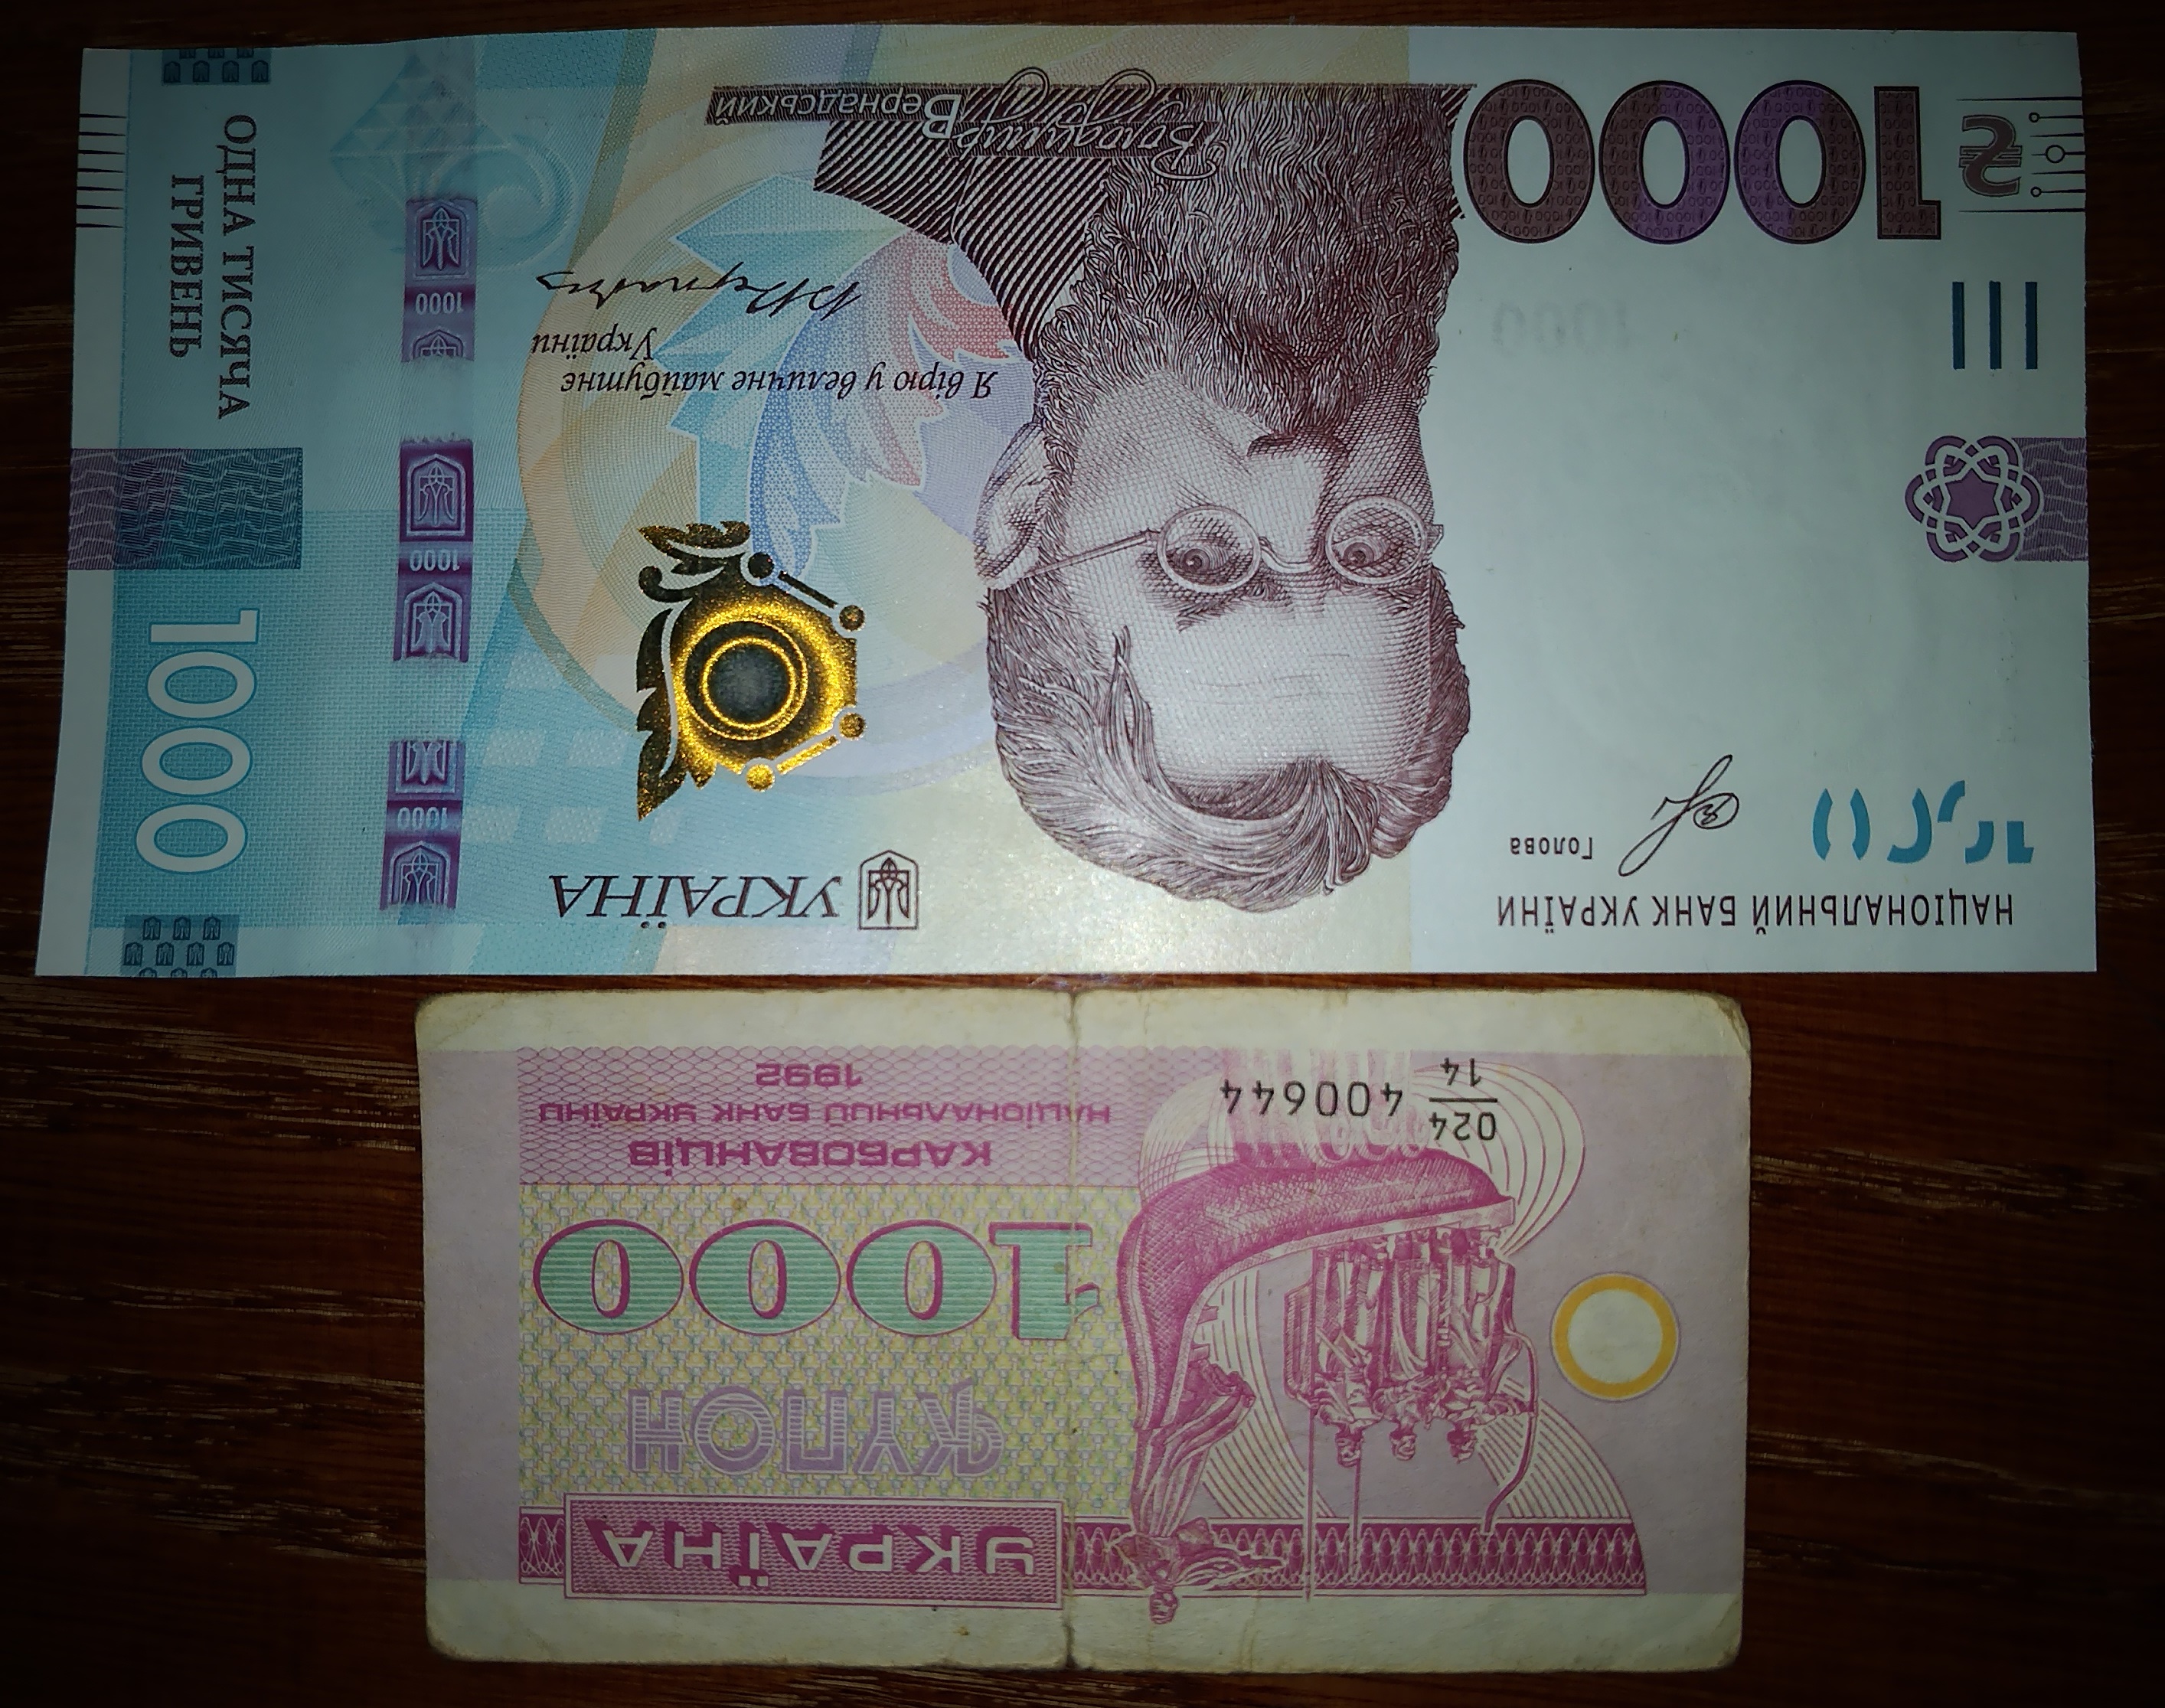 УКРАЇНА
КУПОН
1000
КАРБОВАНЦІВ
НАЦІОНАЛЬНИЙ БАНК УКРАЇНИ
1992
024
14
400644
НАЦІОНАЛЬНИЙ БАНК УКРАЇНИ
Голова
УКРАЇНА
1000
1000
1000
1000
ОДНА ТИСЯЧА
ГРИВЕНЬ
Я вірю у величне майбутнє
України
₴1000
Володимир
Вернадський